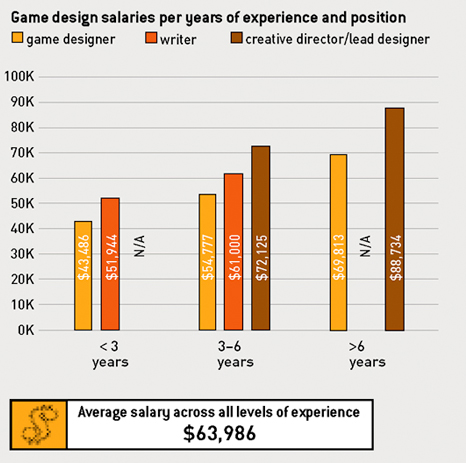 Game design salaries per years of experience and position
game designer writer creative director/lead designer
100K
90K
80K
70K
60K
50K
40K
30K
20K
10K
0K
$43,486
$51,944
N/A
$54,777
$61,000
$72,125
$69,813
N/A
$88,734
< 3
years
3–6
years
>6
years
Average salary across all levels of experience
$63,986